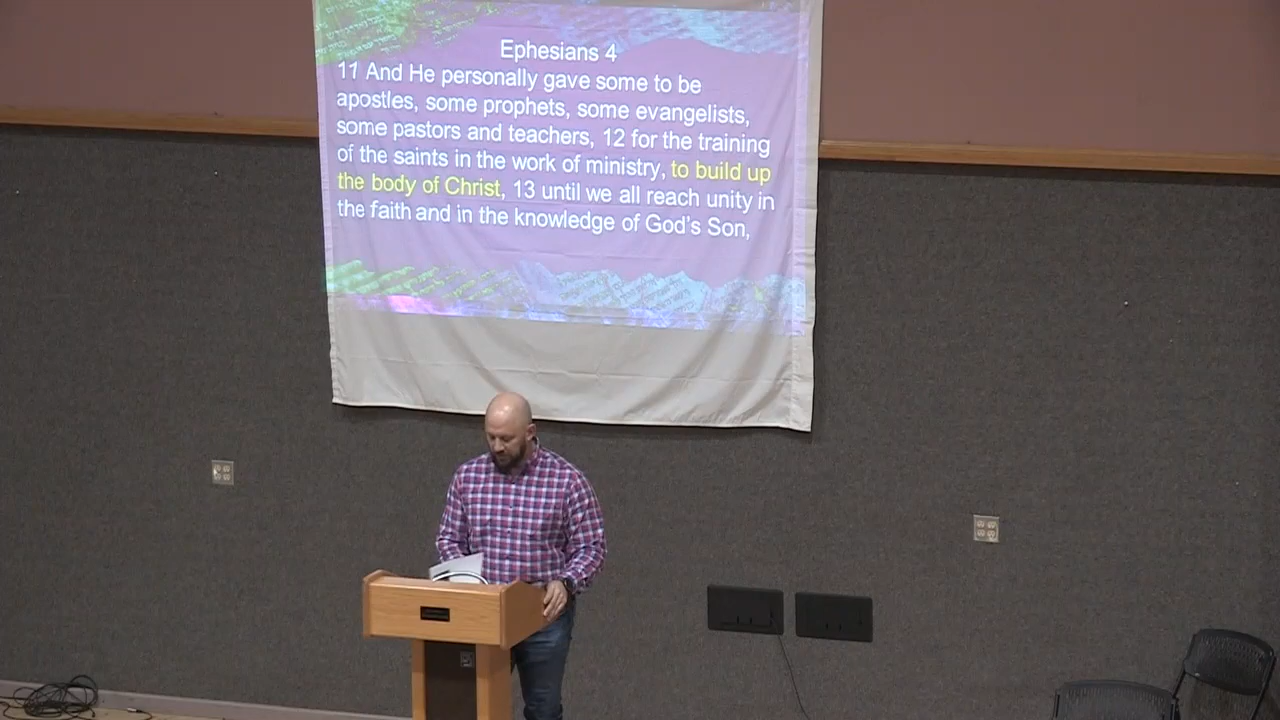 Ephesians 4
11 And He personally gave some to be
apostles, some prophets, some evangelists,
some pastors and teachers, 12 for the training
of the saints in the work of ministry, to build up
the body of Christ, 13 until we all reach unity in
the faith and in the knowledge of God's Son,